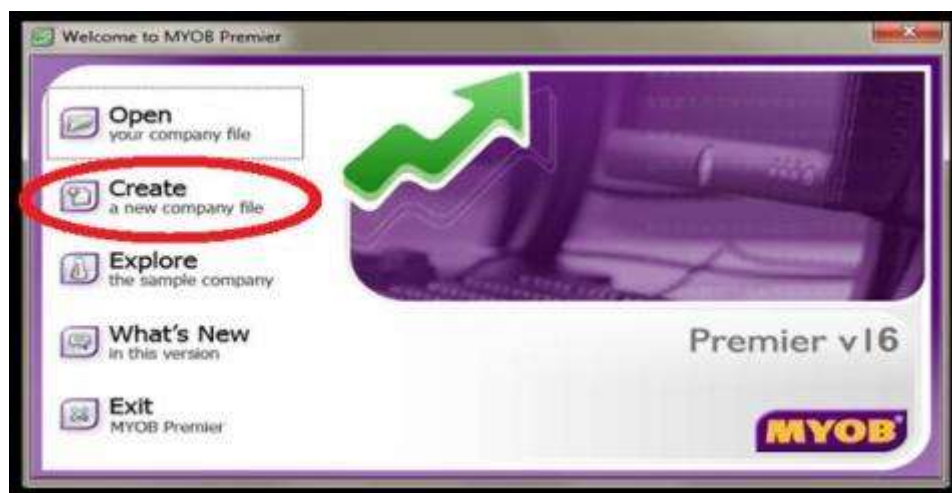 Welcome to MYOB Premier
Open
your company file
Create
a new company file
Explore
the sample company
What's New
in this version
Exit
MYOB Premier
Premier v16
MYOB